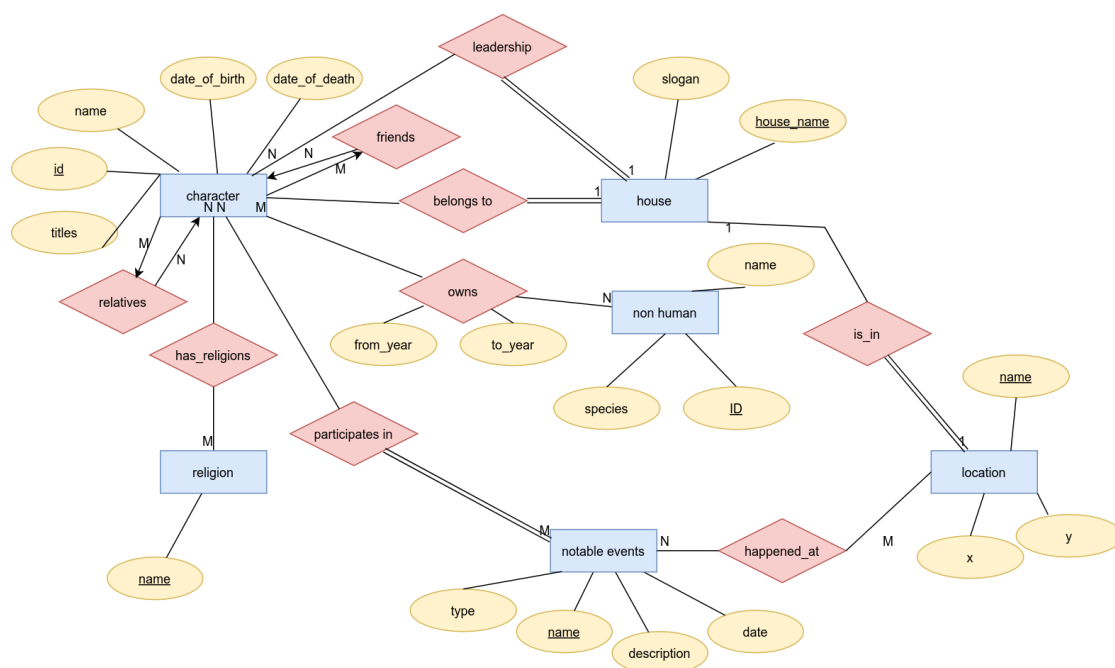 leadership
date_of_birth
date_of_death
slogan
name
house_name
N
N
friends
M
id
character
N N
M
belongs to
1
1
house
titles
M
N
1
name
relatives
owns
N
non human
from_year
to_year
is_in
has_religions
name
species
ID
participates in
M
religion
1
location
M
notable events
N
happened_at
M
y
x
name
type
name
date
description